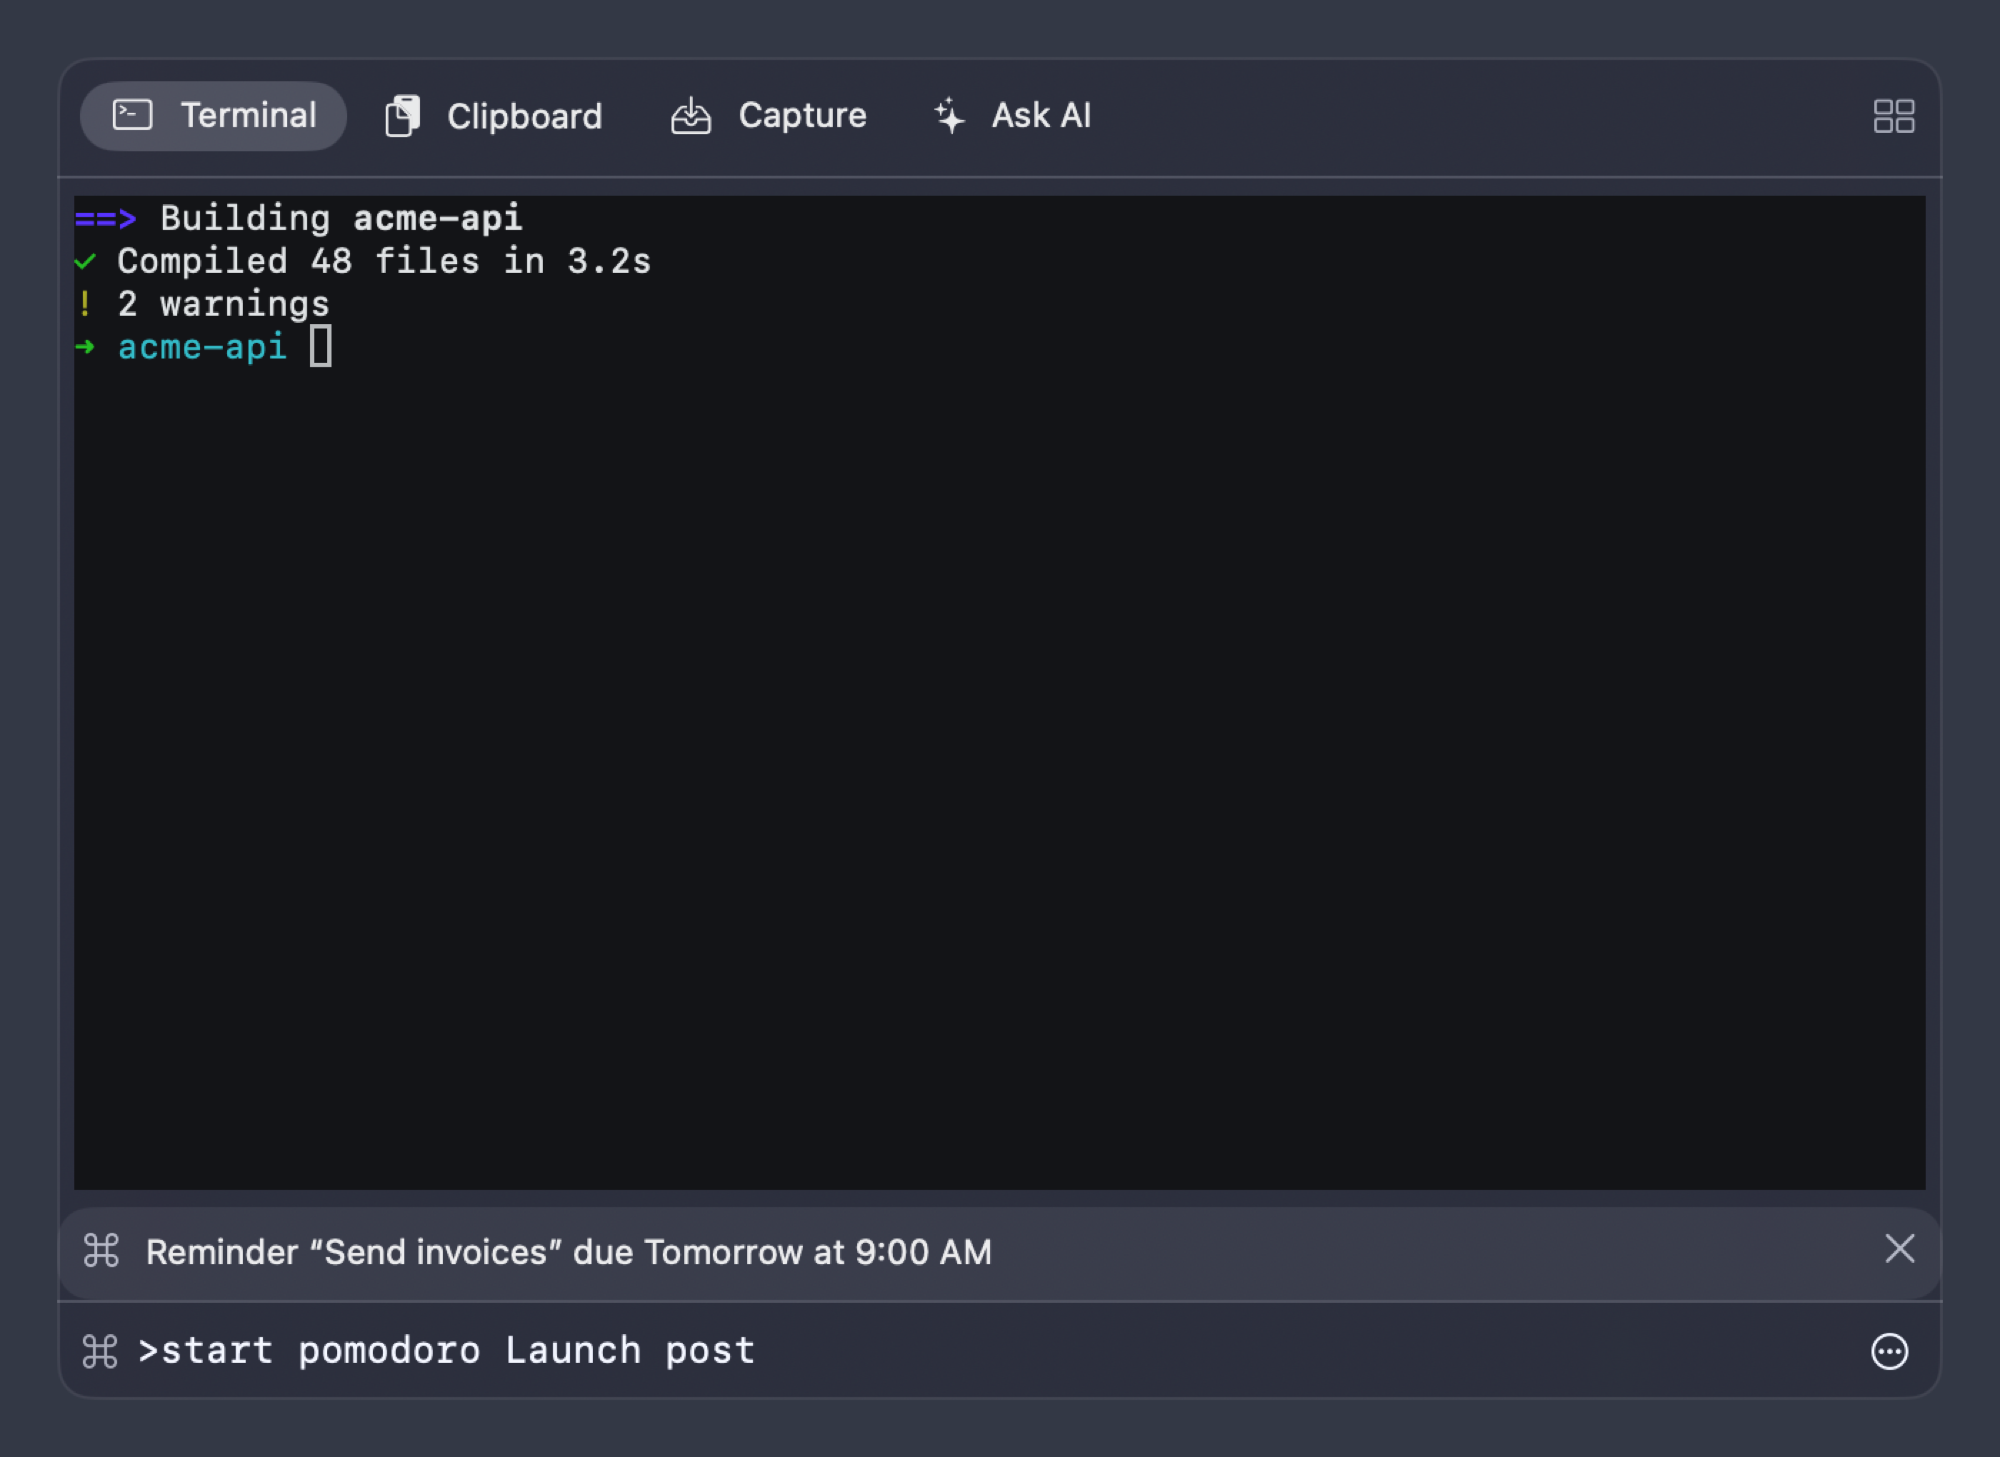 Terminal Clipboard Capture Ask AI
==> Building acme-api
✓ Compiled 48 files in 3.2s
! 2 warnings
→ acme-api
⌘ Reminder “Send invoices” due Tomorrow at 9:00 AM
⌘ >start pomodoro Launch post